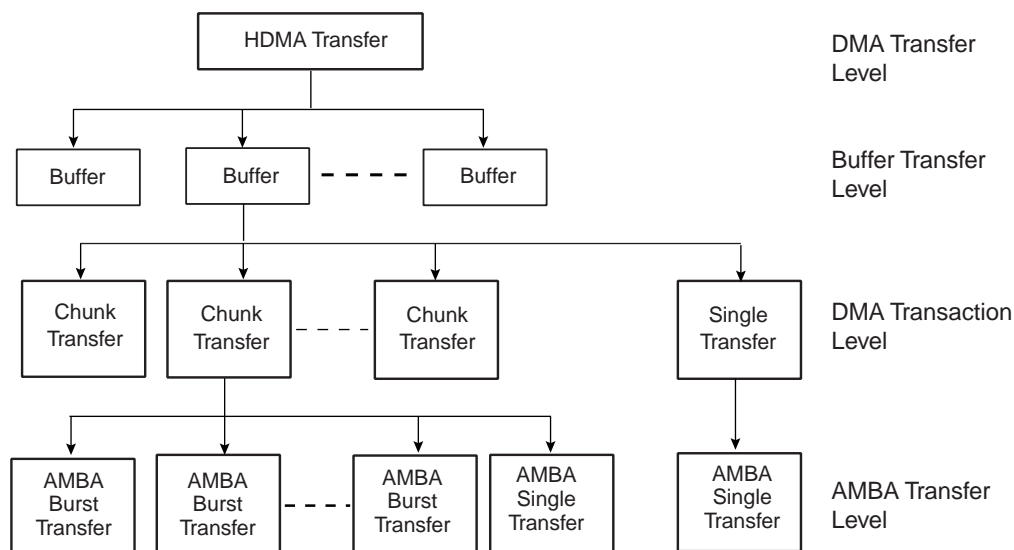 HDMA Transfer
DMA Transfer
Level
Buffer
Buffer
Buffer
Buffer Transfer
Level
Chunk
Transfer
Chunk
Transfer
Chunk
Transfer
Single
Transfer
DMA Transaction
Level
AMBA
Burst
Transfer
AMBA
Burst
Transfer
AMBA
Burst
Transfer
AMBA
Single
Transfer
AMBA
Single
Transfer
AMBA Transfer
Level